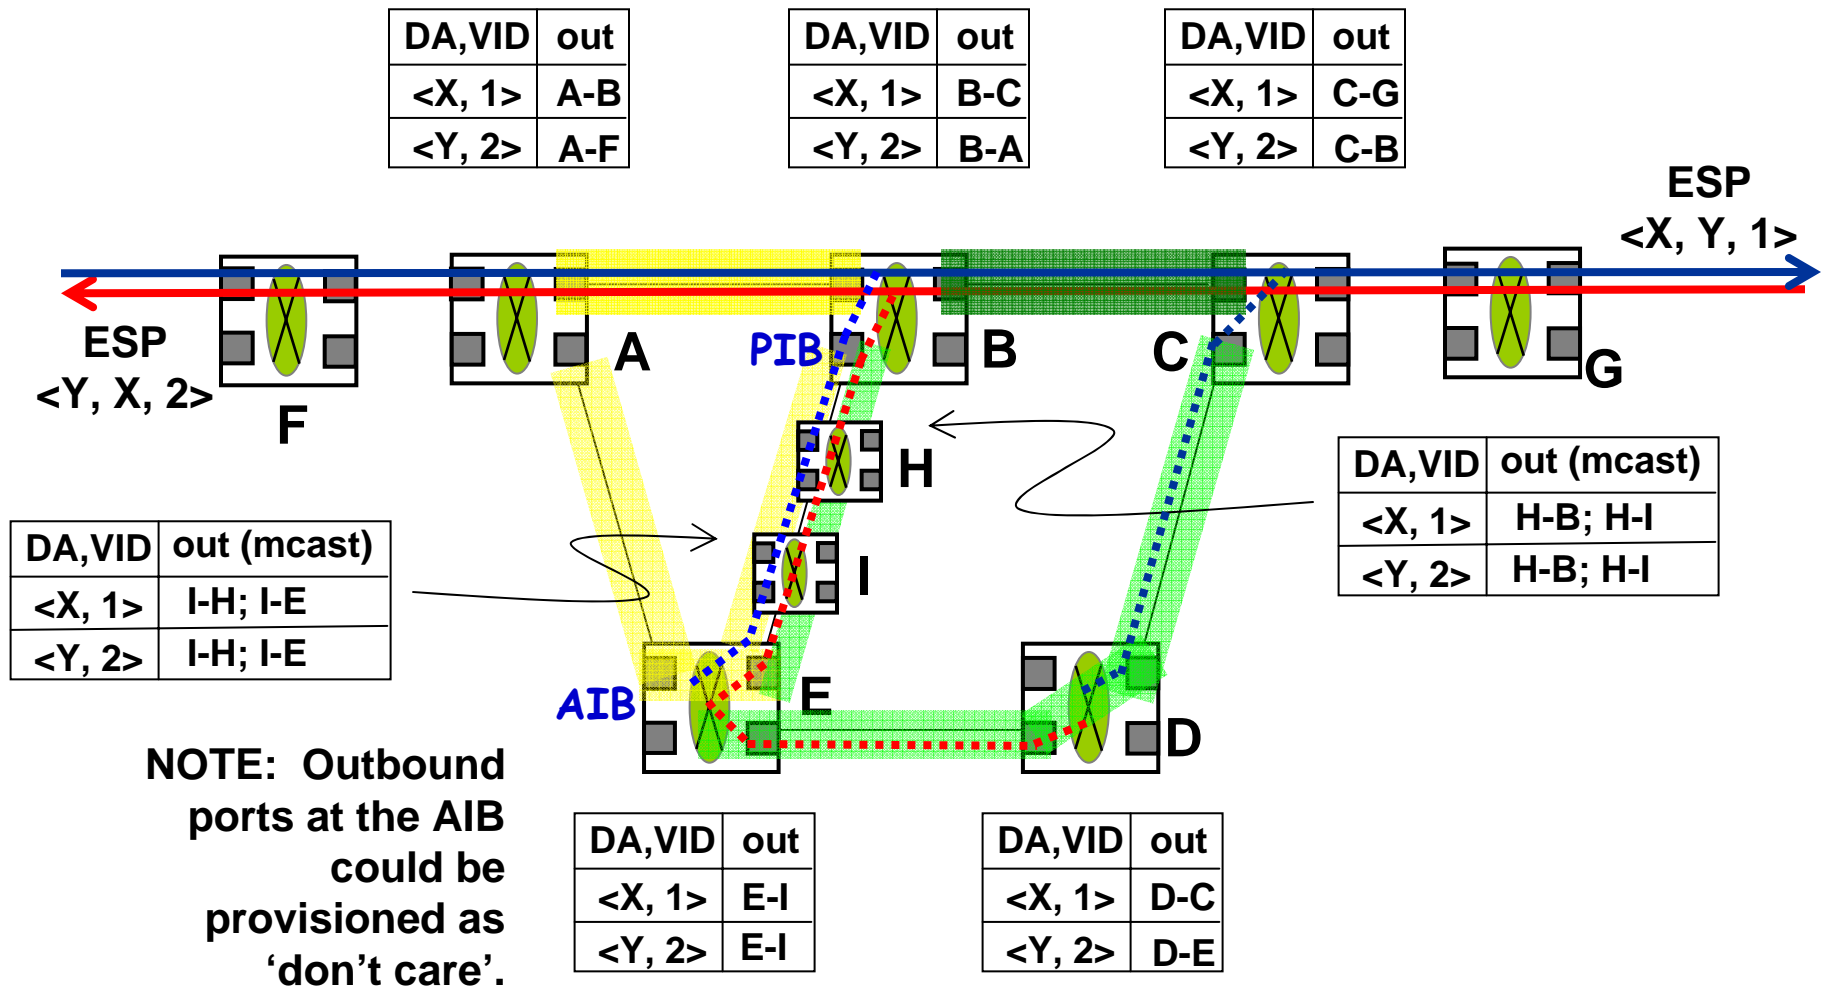 DA,VID out
<X, 1> A-B
<Y, 2> A-F
DA,VID out
<X, 1> B-C
<Y, 2> B-A
DA,VID out
<X, 1> C-G
<Y, 2> C-B
ESP
<X, Y, 1>
ESP
<Y, X, 2>
F
A
PIB
B
C
G
H
I
DA,VID out (mcast)
<X, 1> H-B; H-I
<Y, 2> H-B; H-I
DA,VID out (mcast)
<X, 1> I-H; I-E
<Y, 2> I-H; I-E
AIB
E
D
NOTE: Outbound
ports at the AIB
could be
provisioned as
‘don’t care’.
DA,VID out
<X, 1> E-I
<Y, 2> E-I
DA,VID out
<X, 1> D-C
<Y, 2> D-E